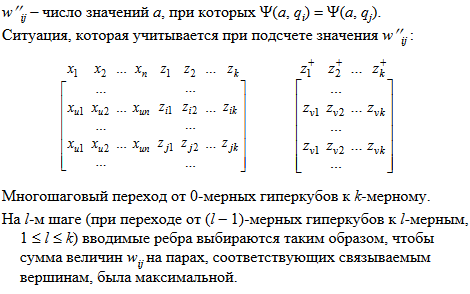 w″ij – число значений a, при которых Ψ(a, qi) = Ψ(a, qj).
Ситуация, которая учитывается при подсчете значения w″ij :
x1 x2 ... xn z1 z2 ... zk z1+ z2+ ... zk+
... ... ...
xu1 xu2 ... xun zi1 zi2 ... zik zv1 zv2 ... zvk
... ... ...
xu1 xu2 ... xun zj1 zj2 ... zjk zv1 zv2 ... zvk
... ... ...
Многошаговый переход от 0-мерных гиперкубов к k-мерному.
На l-м шаге (при переходе от (l – 1)-мерных гиперкубов к l-мерным,
1 ≤ l ≤ k) вводимые ребра выбираются таким образом, чтобы
сумма величин wij на парах, соответствующих связываемым
вершинам, была максимальной.